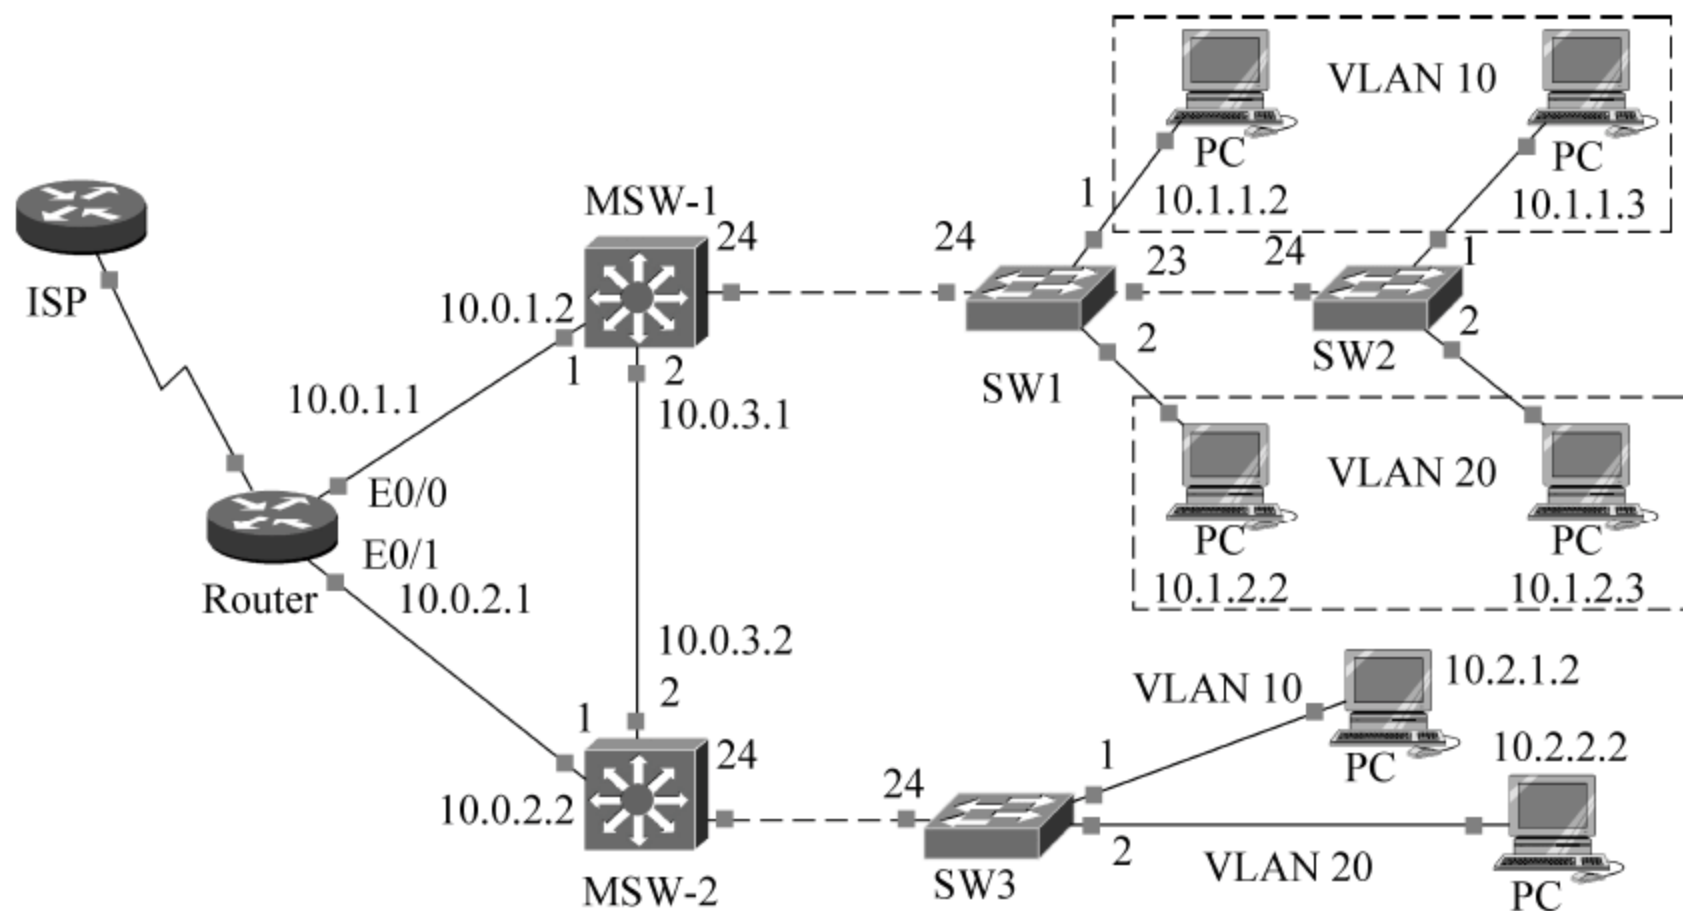 VLAN 10
PC
PC
10.1.1.2
10.1.1.3
MSW-1
24
24
1
23
24
1
ISP
10.0.1.2
1
2
10.0.3.1
2
SW1
2
SW2
10.0.1.1
E0/0
E0/1
Router
10.0.2.1
VLAN 20
PC
PC
10.1.2.2
10.1.2.3
10.0.3.2
2
1
24
10.0.2.2
MSW-2
24
SW3
1
2
VLAN 10
10.2.1.2
PC
10.2.2.2
VLAN 20
PC